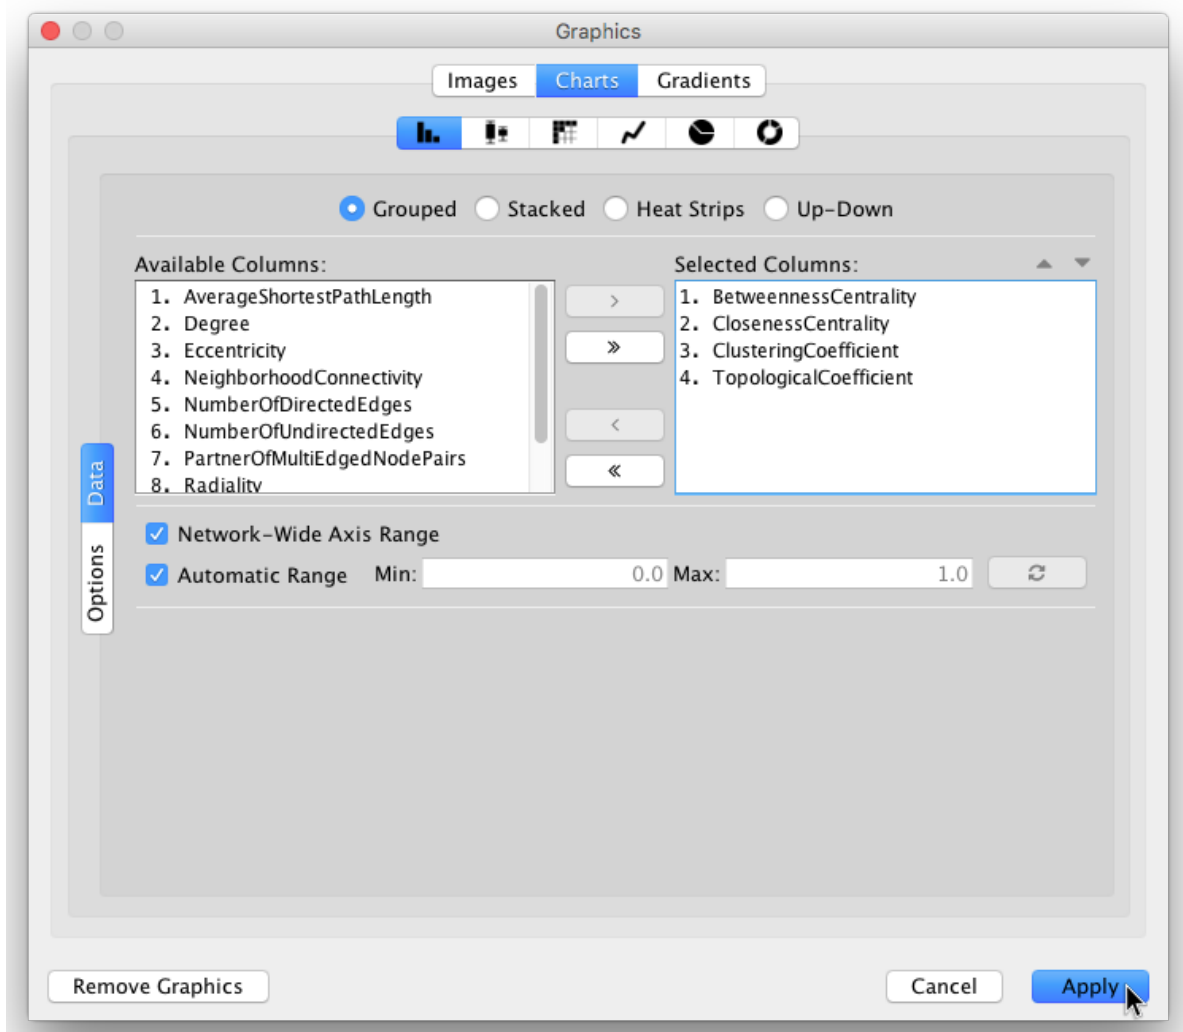 Graphics
Images Charts Gradients
Grouped Stacked Heat Strips Up-Down
Available Columns: Selected Columns:
1. AverageShortestPathLength
2. Degree
3. Eccentricity
4. NeighborhoodConnectivity
5. NumberOfDirectedEdges
6. NumberOfUndirectedEdges
7. PartnerOfMultiEdgedNodePairs
8. Radiality
> 
»
<
«
1. BetweennessCentrality
2. ClosenessCentrality
3. ClusteringCoefficient
4. TopologicalCoefficient
Data
Options
Network-Wide Axis Range
Automatic Range Min: 0.0 Max: 1.0
Remove Graphics Cancel Apply